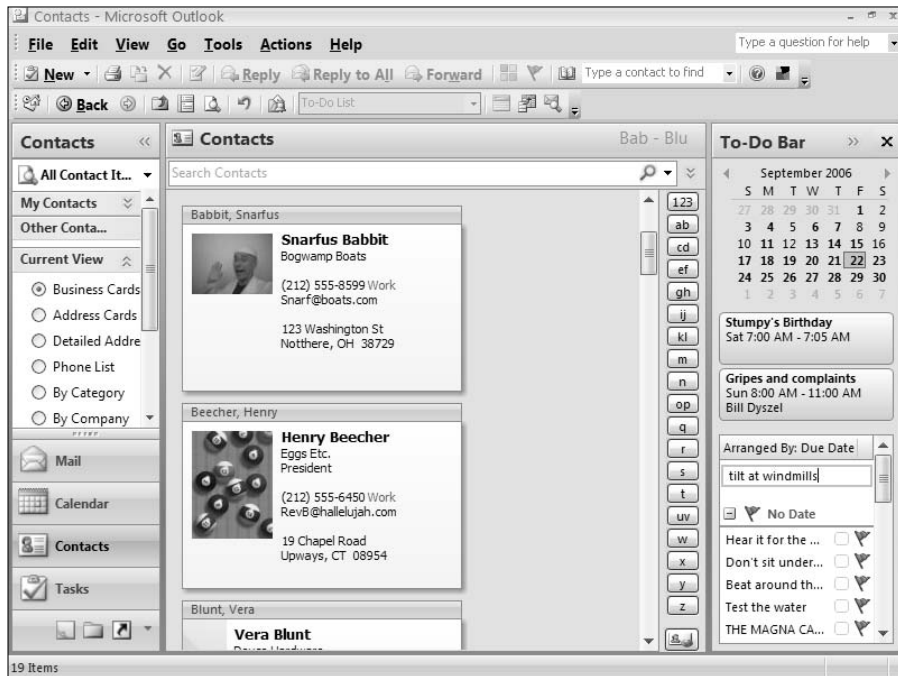 Contacts - Microsoft Outlook
File Edit View Go Tools Actions Help
Type a question for help
New Reply Reply to All Forward Type a contact to find
Back To-Do List
Contacts
All Contact It...
My Contacts
Other Conta...
Current View
Business Cards
Address Cards
Detailed Addre
Phone List
By Category
By Company
Mail
Calendar
Contacts
Tasks
Contacts Bab - Blu
Search Contacts
Babbit, Snarfus
Snarfus Babbit
Bogwamp Boats
(212) 555-8599 Work
Snarf@boats.com
123 Washington St
Notthere, OH 38729
Beecher, Henry
Henry Beecher
Eggs Etc.
President
(212) 555-6450 Work
RevB@hallelujah.com
19 Chapel Road
Upways, CT 08954
Blunt, Vera
Vera Blunt
123
ab
cd
ef
gh
ij
kl
m
n
op
q
r
s
t
uv
w
x
y
z
To-Do Bar
September 2006
S M T W T F S
27 28 29 30 31 1 2
3 4 5 6 7 8 9
10 11 12 13 14 15 16
17 18 19 20 21 22 23
24 25 26 27 28 29 30
1 2 3 4 5 6 7
Stumpy's Birthday
Sat 7:00 AM - 7:05 AM
Gripes and complaints
Sun 8:00 AM - 11:00 AM
Bill Dyszel
Arranged By: Due Date
tilt at windmills
No Date
Hear it for the ...
Don't sit under...
Beat around th...
Test the water
THE MAGNA CA...
19 Items